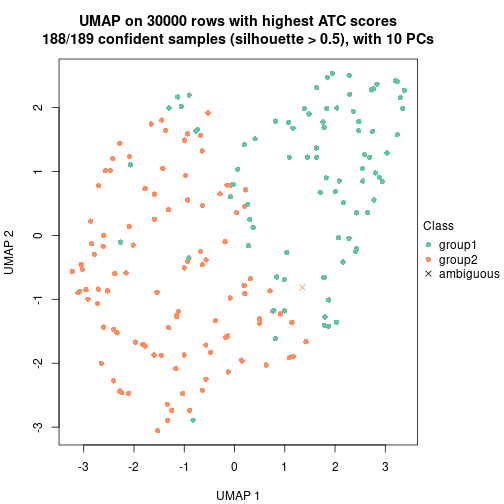 UMAP on 30000 rows with highest ATC scores
188/189 confident samples (silhouette > 0.5), with 10 PCs
UMAP 2
2
1
0
-1
-2
-3
-3
-2
-1
0
1
2
3
UMAP 1
Class
group1
group2
ambiguous